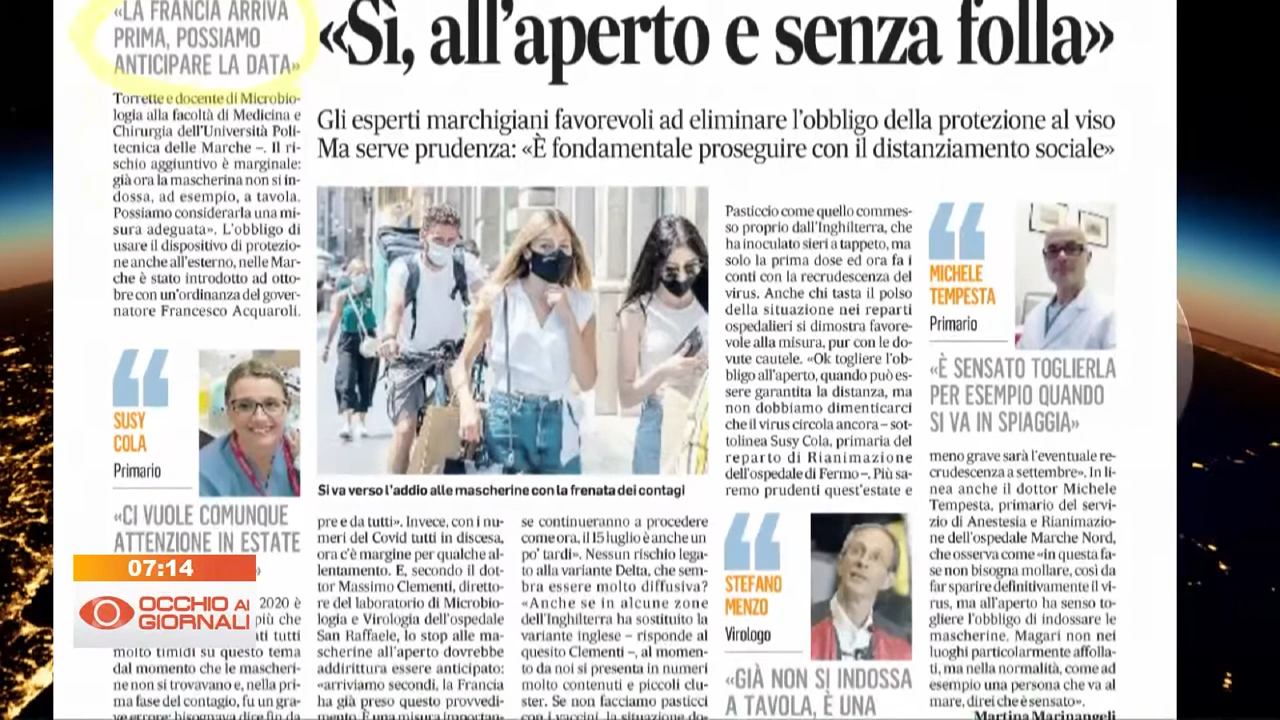 «LA FRANCIA ARRIVA
PRIMA, POSSIAMO
ANTICIPARE LA DATA»
Torrette e docente di Microbio-
logia alla facoltà di Medicina e
Chirurgia dell'Università Poli-
tecnica delle Marche –. Il ri-
schio aggiuntivo è marginale:
già ora la mascherina non si in-
dossa, ad esempio, a tavola.
Possiamo considerarla una mi-
sura adeguata». L'obbligo di
usare il dispositivo di protezio-
ne anche all'esterno, nelle Mar-
che è stato introdotto ad otto-
bre con un'ordinanza del gover-
natore Francesco Acquaroli.
SUSY
COLA
Primario
«CI VUOLE COMUNQUE
ATTENZIONE IN ESTATE
»
07:14
OCCHIO AI
GIORNALI
2020 è
più che
ati tutti
molto timidi su questo tema
dal momento che le mascheri-
ne non si trovavano e, nella pri-
ma fase del contagio, fu un gra-
ve errore: bisognava dire fin da
«Sì, all'aperto e senza folla»
Gli esperti marchigiani favorevoli ad eliminare l'obbligo della protezione al viso
Ma serve prudenza: «È fondamentale proseguire con il distanziamento sociale»
Si va verso l'addio alle mascherine con la frenata dei contagi
pre e da tutti». Invece, con i nu-
meri del Covid tutti in discesa,
ora c'è margine per qualche al-
lentamento. E, secondo il dot-
tor Massimo Clementi, diretto-
re del laboratorio di Microbio-
logia e Virologia dell'ospedale
San Raffaele, lo stop alle ma-
scherine all'aperto dovrebbe
addirittura essere anticipato:
«arriviamo secondi, la Francia
ha già preso questo provvedi-
mento. È una misura importan-
se continueranno a procedere
come ora, il 15 luglio è anche un
po' tardi». Nessun rischio lega-
to alla variante Delta, che sem-
bra essere molto diffusiva?
«Anche se in alcune zone
dell'Inghilterra ha sostituito la
variante inglese – risponde al
quesito Clementi –, al momen-
to da noi si presenta in numeri
molto contenuti e piccoli clu-
ster. Se non facciamo pasticci
con i vaccini, la situazione do-
Pasticcio come quello commes-
so proprio dall'Inghilterra, che
ha inoculato sieri a tappeto, ma
solo la prima dose ed ora fa i
conti con la recrudescenza del
virus. Anche chi tasta il polso
della situazione nei reparti
ospedalieri si dimostra favore-
vole alla misura, pur con le do-
vute cautele. «Ok togliere l'ob-
bligo all'aperto, quando può es-
sere garantita la distanza, ma
non dobbiamo dimenticarci
che il virus circola ancora – sot-
tolinea Susy Cola, primaria del
reparto di Rianimazione
dell'ospedale di Fermo –. Più sa-
remo prudenti quest'estate e
STEFANO
MENZO
Virologo
«GIÀ NON SI INDOSSA
A TAVOLA, È UNA
MICHELE
TEMPESTA
Primario
«È SENSATO TOGLIERLA
PER ESEMPIO QUANDO
SI VA IN SPIAGGIA»
meno grave sarà l'eventuale re-
crudescenza a settembre». In li-
nea anche il dottor Michele
Tempesta, primario del servi-
zio di Anestesia e Rianimazio-
ne dell'ospedale Marche Nord,
che osserva come «in questa fa-
se non bisogna mollare, così da
far sparire definitivamente il vi-
rus, ma all'aperto ha senso to-
gliere l'obbligo di indossare le
mascherine. Magari non nei
luoghi particolarmente affolla-
ti, ma nella normalità, come ad
esempio una persona che va al
mare, direi che è sensato».
Martina Marinangeli